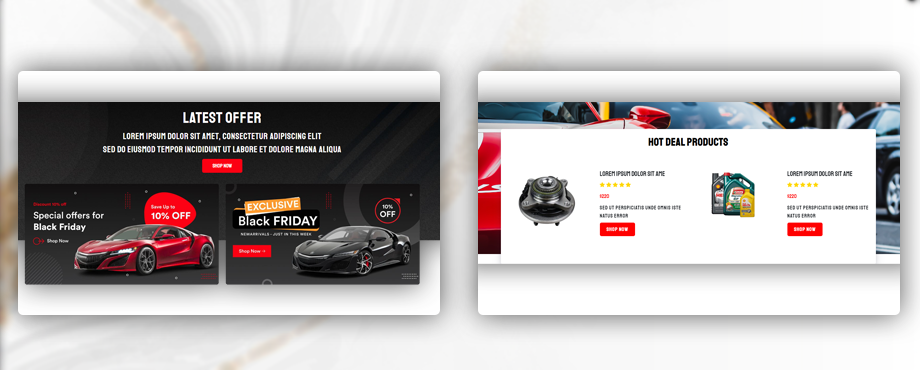 LATEST OFFER
LOREM IPSUM DOLOR SIT AMET, CONSECTETUR ADIPISCING ELIT
SED DO EIUSMOD TEMPOR INCIDIDUNT UT LABORE ET DOLORE MAGNA ALIQUA
SHOP NOW
Discount 10% off
Special offers for
Black Friday
Shop Now
Save Up to
10% OFF
EXCLUSIVE
Black FRIDAY
NEWARRIVALS - JUST IN THIS WEEK
Shop Now
10%
OFF
HOT DEAL PRODUCTS
LOREM IPSUM DOLOR SIT AME
$220
SED UT PERSPICIATIS UNDE OMNIS ISTE
NATUS ERROR
SHOP NOW
LOREM IPSUM DOLOR SIT AME
$220
SED UT PERSPICIATIS UNDE OMNIS ISTE
NATUS ERROR
SHOP NOW